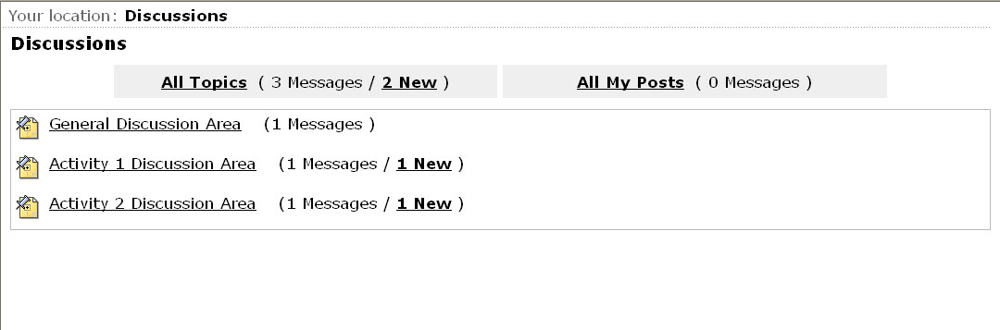 Your location: Discussions
Discussions
All Topics ( 3 Messages / 2 New ) All My Posts ( 0 Messages )
General Discussion Area (1 Messages )
Activity 1 Discussion Area (1 Messages / 1 New )
Activity 2 Discussion Area (1 Messages / 1 New )